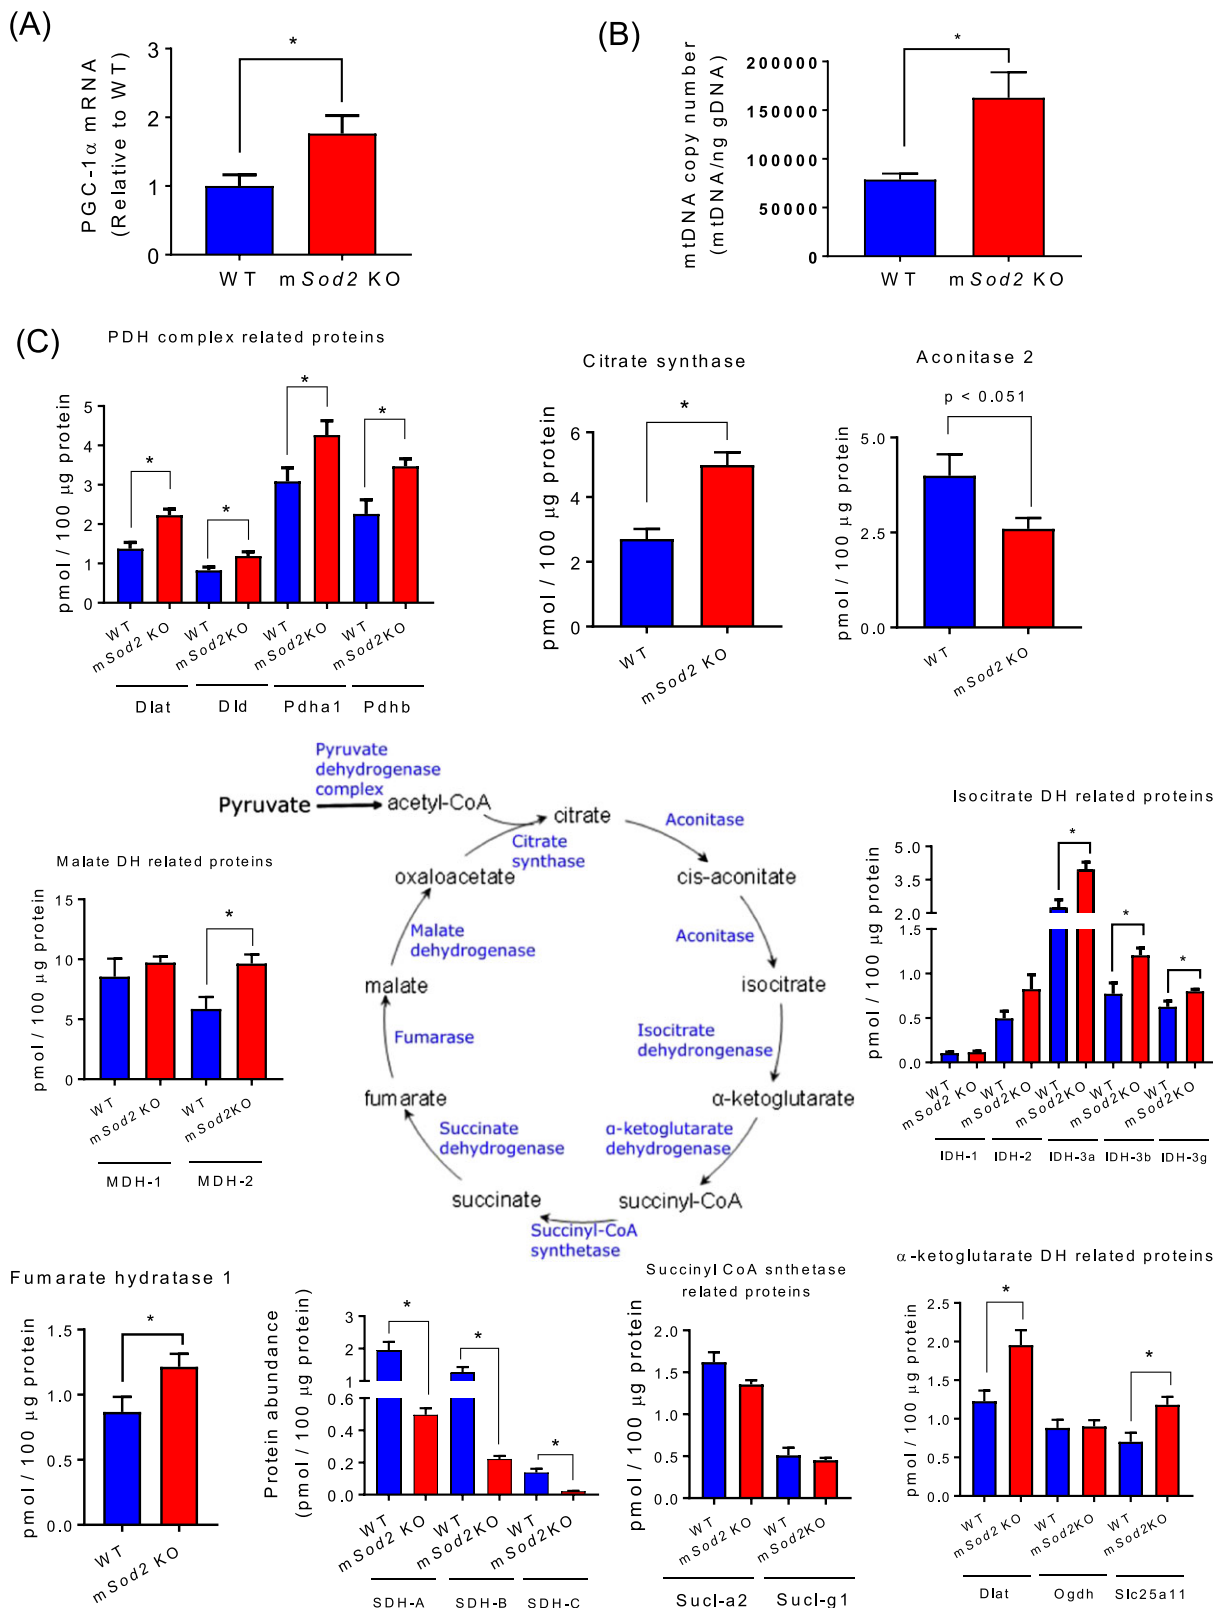 (A)
PGC-1α mRNA
(Relative to WT)
3
2
1
0
*
WT
mSod2 KO
(B)
mtDNA copy number
(mtDNA/ng gDNA)
200000
150000
100000
50000
0
*
WT
mSod2 KO
(C)
PDH complex related proteins
pmol / 100 µg protein
5
4
3
2
1
0
*
*
*
*
WT
mSod2 KO
WT
mSod2 KO
WT
mSod2 KO
WT
mSod2 KO
Dlat
Dld
Pdha1
Pdhb
Citrate synthase
pmol / 100 µg protein
6
4
2
0
*
WT
mSod2 KO
Aconitase 2
p < 0.051
pmol / 100 µg protein
5.0
2.5
0.0
WT
mSod2 KO
Pyruvate
dehydrogenase
complex
Pyruvate
acetyl-CoA
citrate
Citrate
synthase
Aconitase
cis-aconitate
Aconitase
isocitrate
Isocitrate
dehydrongenase
α-ketoglutarate
α-ketoglutarate
dehydrogenase
succinyl-CoA
Succinyl-CoA
synthetase
succinate
Succinate
dehydrogenase
fumarate
Fumarase
malate
Malate
dehydrogenase
oxaloacetate
Malate DH related proteins
pmol / 100 µg protein
15
10
5
0
*
WT
mSod2 KO
WT
mSod2KO
MDH-1
MDH-2
Isocitrate DH related proteins
pmol / 100 µg protein
5.0
3.5
2.0
1.5
1.0
0.5
0.0
*
*
*
WT
mSod2 KO
WT
mSod2KO
WT
mSod2KO
WT
mSod2KO
WT
mSod2KO
IDH-1
IDH-2
IDH-3a
IDH-3b
IDH-3g
Fumarate hydratase 1
pmol / 100 µg protein
1.5
1.0
0.5
0.0
*
WT
mSod2 KO
Protein abundance
(pmol / 100 µg protein)
3
2
1
0.6
0.4
0.2
0.0
*
*
*
WT
mSod2 KO
WT
mSod2 KO
WT
mSod2 KO
SDH-A
SDH-B
SDH-C
Succinyl CoA snthetase
related proteins
pmol / 100 µg protein
2.0
1.5
1.0
0.5
0.0
WT
mSod2 KO
WT
mSod2 KO
Sucl-a2
Sucl-g1
α-ketoglutarate DH related proteins
pmol / 100 µg protein
2.5
2.0
1.5
1.0
0.5
0.0
*
*
WT
mSod2 KO
WT
mSod2KO
WT
mSod2KO
Dlat
Ogdh
Slc25a11